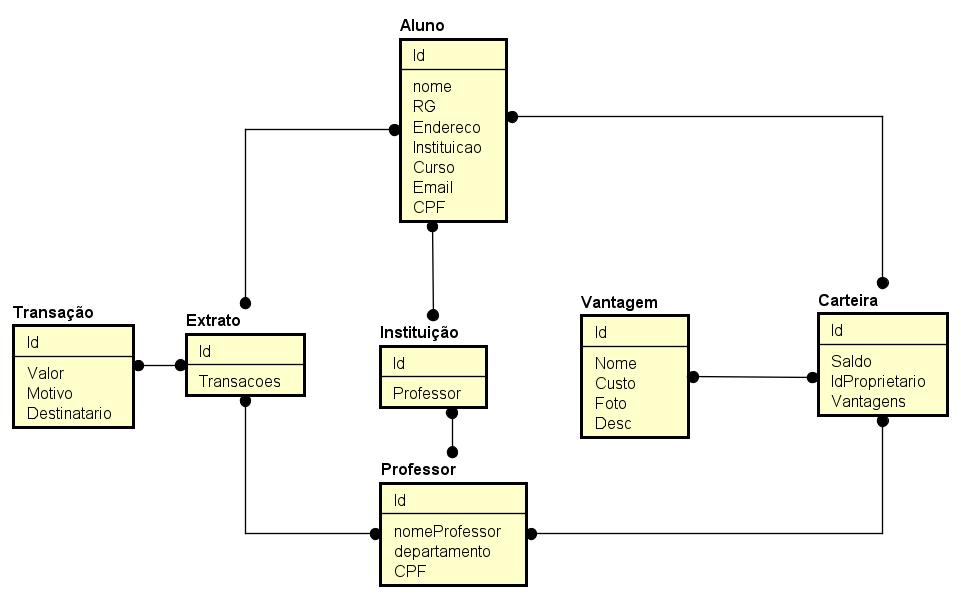 Aluno
Id
nome
RG
Endereco
Instituicao
Curso
Email
CPF
Transação
Id
Valor
Motivo
Destinatario
Extrato
Id
Transacoes
Instituição
Id
Professor
Vantagem
Id
Nome
Custo
Foto
Desc
Carteira
Id
Saldo
IdProprietario
Vantagens
Professor
Id
nomeProfessor
departamento
CPF